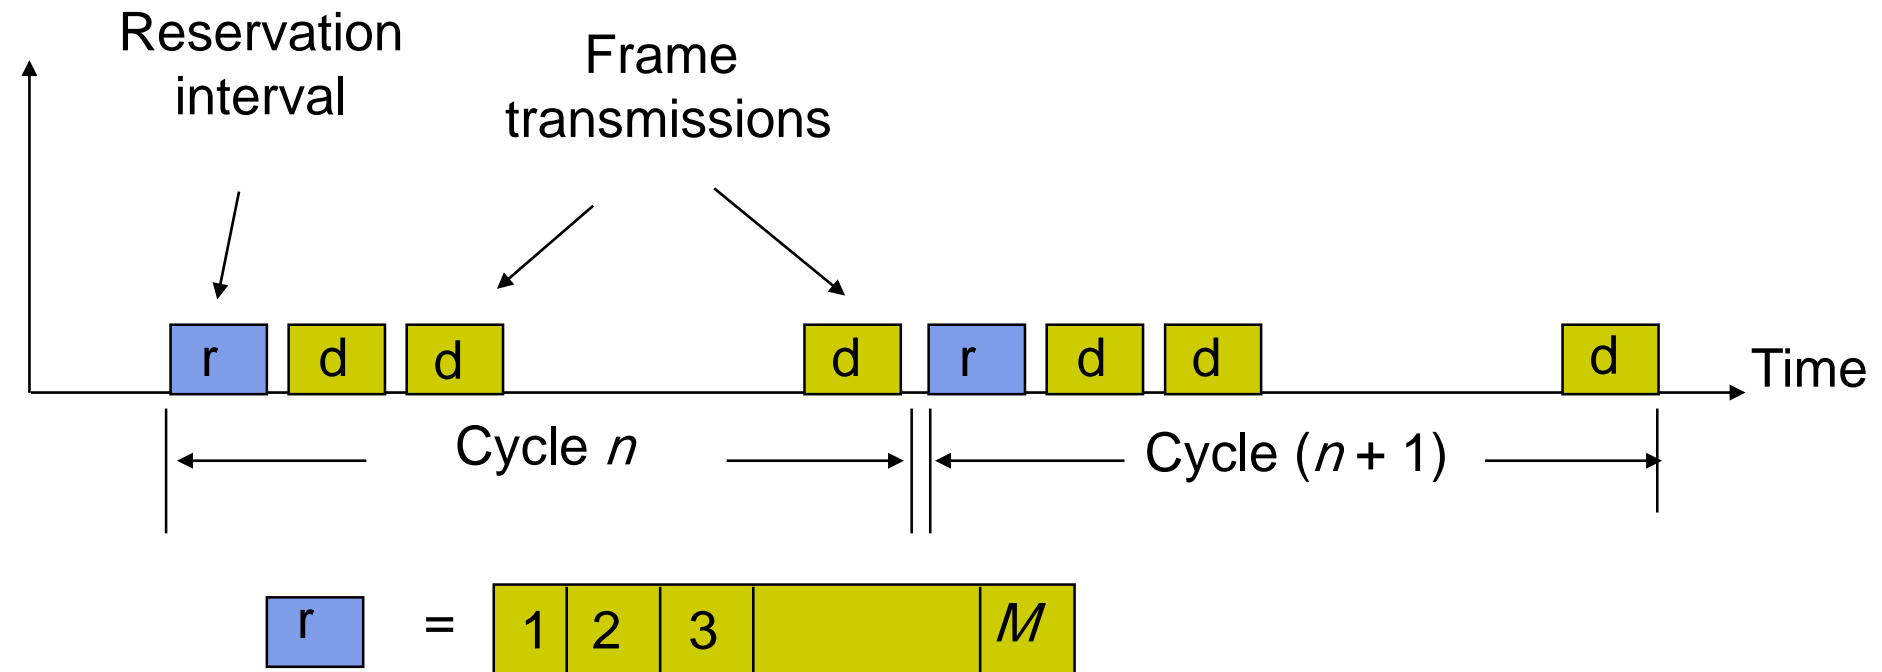 Reservation
interval
Frame
transmissions
r d d d r d d d
Time
Cycle n
Cycle (n + 1)
r = 1 2 3 M